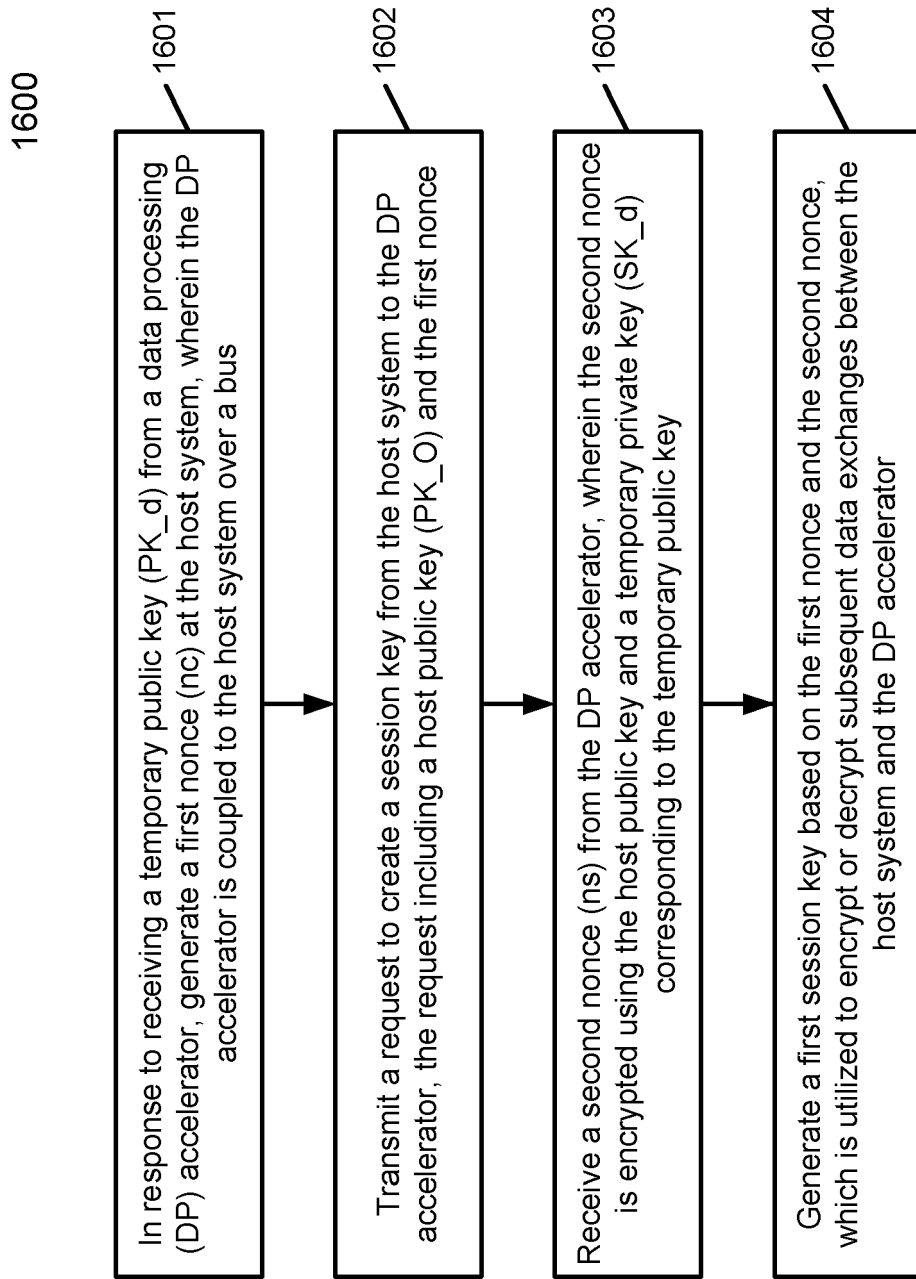 1600
In response to receiving a temporary public key (PK_d) from a data processing
(DP) accelerator, generate a first nonce (nc) at the host system, wherein the DP
accelerator is coupled to the host system over a bus
1601
Transmit a request to create a session key from the host system to the DP
accelerator, the request including a host public key (PK_O) and the first nonce
1602
Receive a second nonce (ns) from the DP accelerator, wherein the second nonce
is encrypted using the host public key and a temporary private key (SK_d)
corresponding to the temporary public key
1603
Generate a first session key based on the first nonce and the second nonce,
which is utilized to encrypt or decrypt subsequent data exchanges between the
host system and the DP accelerator
1604